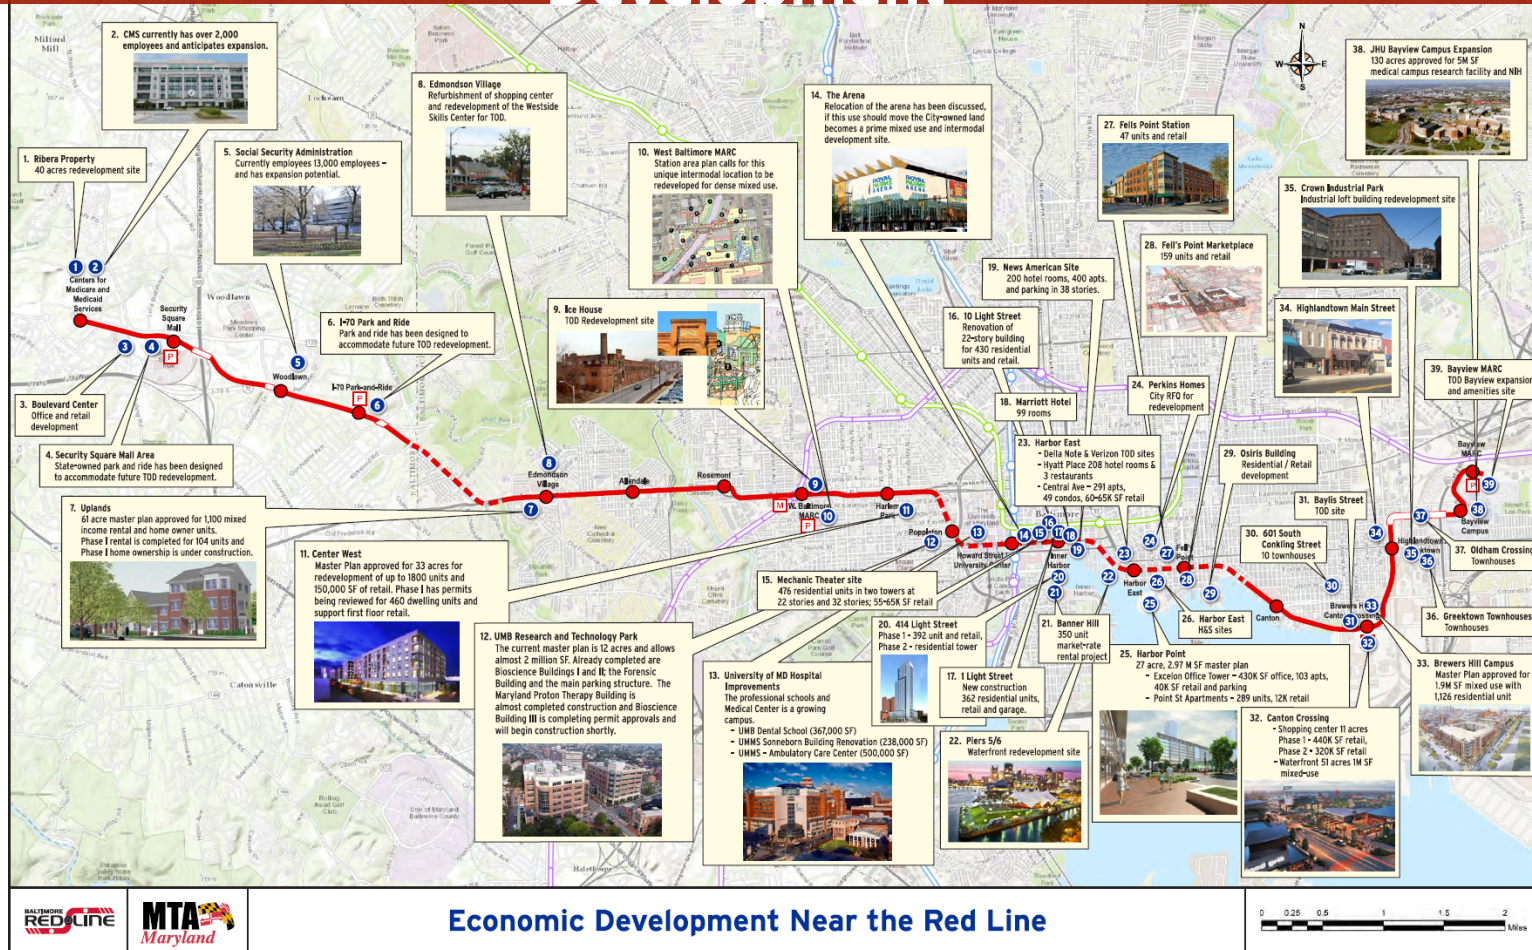 2. CMS currently has over 2,000
employees and anticipates expansion.
1. Ribera Property
40 acres redevelopment site
5. Social Security Administration
Currently employees 13,000 employees –
and has expansion potential.
8. Edmondson Village
Refurbishment of shopping center
and redevelopment of the Westside
Skills Center for TOD.
10. West Baltimore MARC
Station area plan calls for this
unique intermodal location to be
redeveloped for dense mixed use.
14. The Arena
Relocation of the arena has been discussed,
if this use should move the City-owned land
becomes a prime mixed use and intermodal
development site.
ROYAL FARMS ARENA
27. Fells Point Station
47 units and retail
38. JHU Bayview Campus Expansion
130 acres approved for 5M SF
medical campus research facility and NIH
N
W E
S
35. Crown Industrial Park
Industrial loft building redevelopment site
28. Fell's Point Marketplace
159 units and retail
19. News American Site
200 hotel rooms, 400 apts.
and parking in 38 stories.
34. Highlandtown Main Street
16. 10 Light Street
Renovation of
22-story building
for 430 residential
units and retail.
9. Ice House
TOD Redevelopment site
6. I-70 Park and Ride
Park and ride has been designed to
accommodate future TOD redevelopment.
39. Bayview MARC
TOD Bayview expansion
and amenities site
24. Perkins Homes
City RFQ for
redevelopment
18. Marriott Hotel
99 rooms
3. Boulevard Center
Office and retail
development
4. Security Square Mall Area
State-owned park and ride has been designed
to accommodate future TOD redevelopment.
23. Harbor East
- Della Note & Verizon TOD sites
- Hyatt Place 208 hotel rooms &
3 restaurants
- Central Ave – 291 apts,
49 condos, 60-65K SF retail
29. Osiris Building
Residential / Retail
development
31. Baylis Street
TOD site
30. 601 South
Conkling Street
10 townhouses
7. Uplands
61 acre master plan approved for 1,100 mixed
income rental and home owner units.
Phase I rental is completed for 104 units and
Phase I home ownership is under construction.
11. Center West
Master Plan approved for 33 acres for
redevelopment of up to 1800 units and
150,000 SF of retail. Phase I has permits
being reviewed for 460 dwelling units and
support first floor retail.
37. Oldham Crossing
Townhouses
15. Mechanic Theater site
476 residential units in two towers at
22 stories and 32 stories; 55-65K SF retail
36. Greektown Townhouses
Townhouses
12. UMB Research and Technology Park
The current master plan is 12 acres and allows
almost 2 million SF. Already completed are
Bioscience Buildings I and II; the Forensic
Building and the main parking structure. The
Maryland Proton Therapy Building is
almost completed construction and Bioscience
Building III is completing permit approvals and
will begin construction shortly.
20. 414 Light Street
Phase 1 - 392 unit and retail,
Phase 2 - residential tower
21. Banner Hill
350 unit
market-rate
rental project
26. Harbor East
H&S sites
25. Harbor Point
27 acre, 2.97 M SF master plan
- Excelon Office Tower – 430K SF office, 103 apts,
40K SF retail and parking
- Point St Apartments – 289 units, 12K retail
33. Brewers Hill Campus
Master Plan approved for
1.9M SF mixed use with
1,126 residential unit
13. University of MD Hospital
Improvements
The professional schools and
Medical Center is a growing
campus.
- UMB Dental School (367,000 SF)
- UMMS Sonneborn Building Renovation (238,000 SF)
- UMMS – Ambulatory Care Center (500,000 SF)
17. 1 Light Street
New construction
362 residential units,
retail and garage.
22. Piers 5/6
Waterfront redevelopment site
32. Canton Crossing
- Shopping center 11 acres
Phase 1 - 440K SF retail,
Phase 2 - 320K SF retail
- Waterfront 51 acres 1M SF
mixed-use
Centers for
Medicare and
Medicaid
Services
Security
Square
Mall
Woodlawn
I-70 Park-and-Ride
Edmondson
Village
Allendale
Rosemont
W. Baltimore
MARC
Harlem
Park
Poppleton
Howard Street/
University Center
Inner
Harbor
Harbor
East
Fell's
Point
Canton
Highlandtown
Bayview
Campus
Bayview
MARC
Milford
Mill
Lochearn
Woodlawn
Catonsville
Halethorpe
Baltimore
BALTIMORE
RED LINE
MTA
Maryland
Economic Development Near the Red Line
0 0.25 0.5 1 1.5 2
Miles